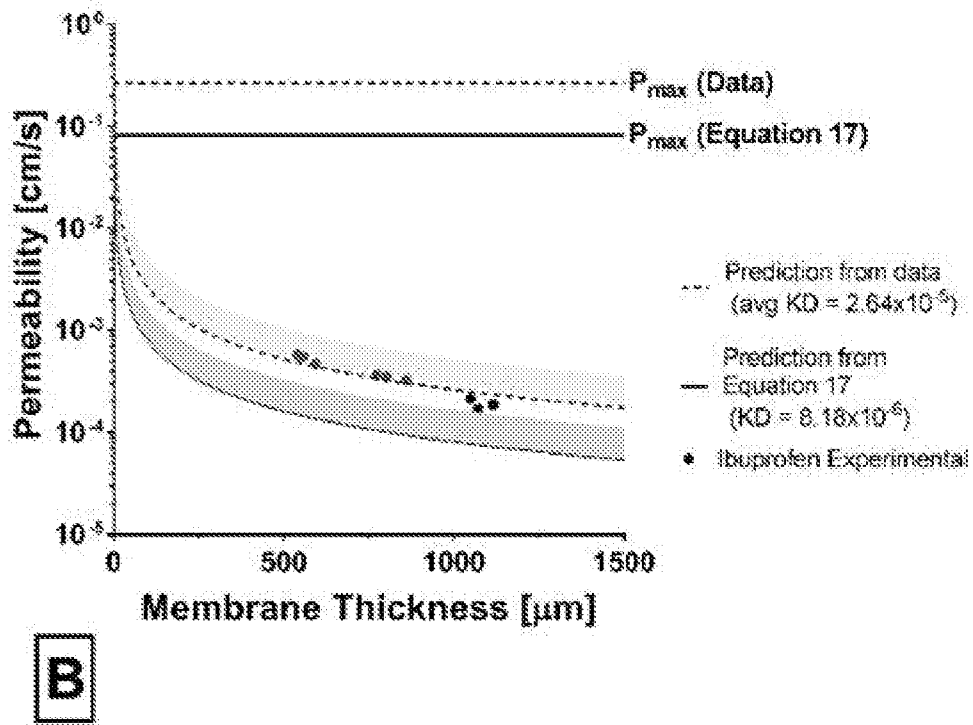 10⁰
P max (Data)
10⁻¹
P max (Equation 17)
10⁻²
10⁻³
10⁻⁴
10⁻⁵
Permeability [cm/s]
Prediction from data
(avg KD = 2.64x10⁻⁵)
Prediction from
Equation 17
(KD = 8.18x10⁻⁶)
Ibuprofen Experimental
0 500 1000 1500
Membrane Thickness [μm]
B